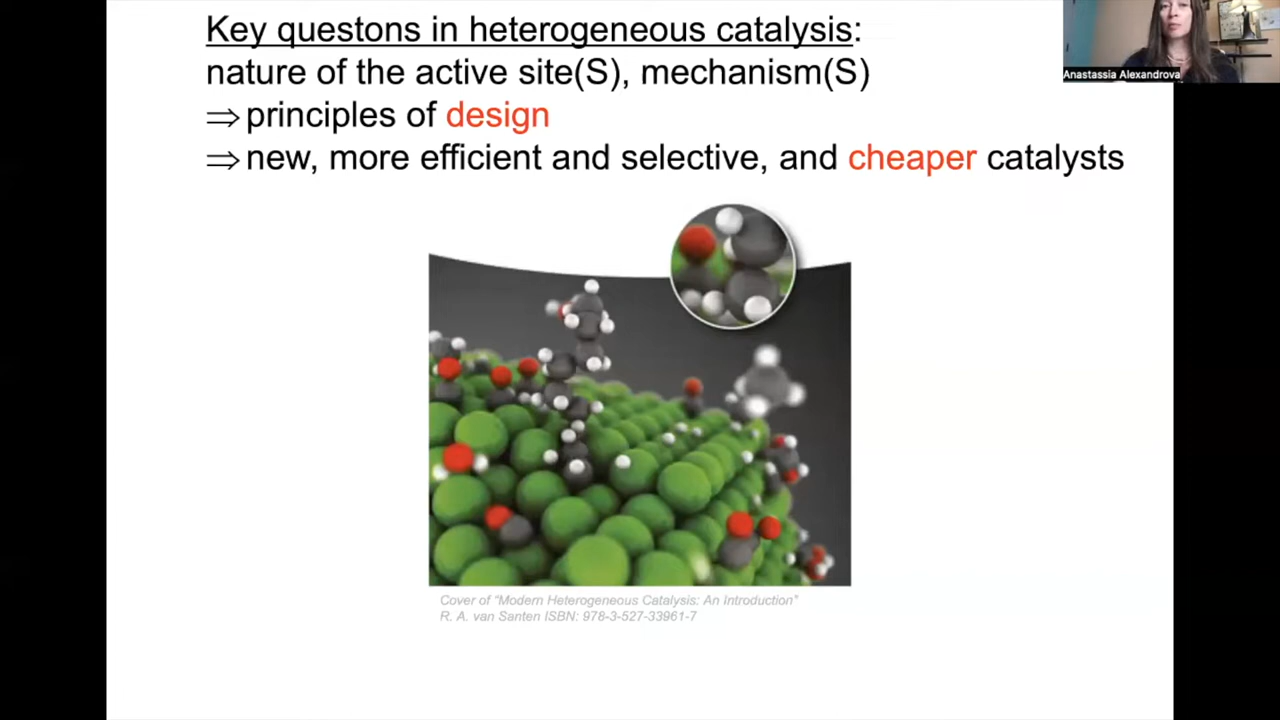 Key questons in heterogeneous catalysis:
nature of the active site(S), mechanism(S)
⇒ principles of design
⇒ new, more efficient and selective, and cheaper catalysts
Anastassia Alexandrova
Cover of "Modern Heterogeneous Catalysis: An Introduction"
R. A. van Santen ISBN: 978-3-527-33961-7